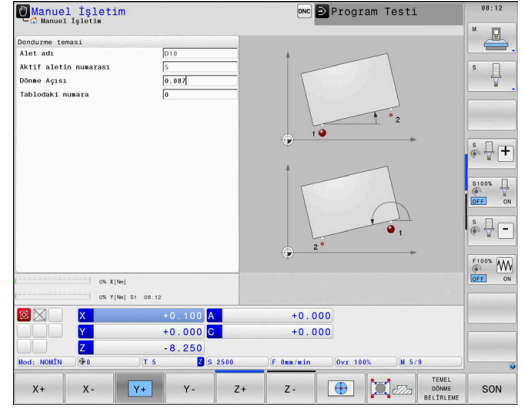 Manuel İşletim
Manuel İşletim
DNC
Program Testi
08:12
Dondurme teması
Alet adı D10
Aktif aletin numarası 5
Dönme Açısı 0.087
Tablodaki numara 0
1
2
2
1
M
S
S
S100%
OFF ON
S
F100%
OFF ON
0% X[Nm]
0% Y[Nm] S1 08:12
X +0.100 A +0.000
Y +0.000 C +0.000
Z -8.250
Mod: NOMİN 0 T 5 Z S 2500 F 0mm/min Ovr 100% M 5/9
X+ X- Y+ Y- Z+ Z- TEMEL DÖNME BELİRLEME SON